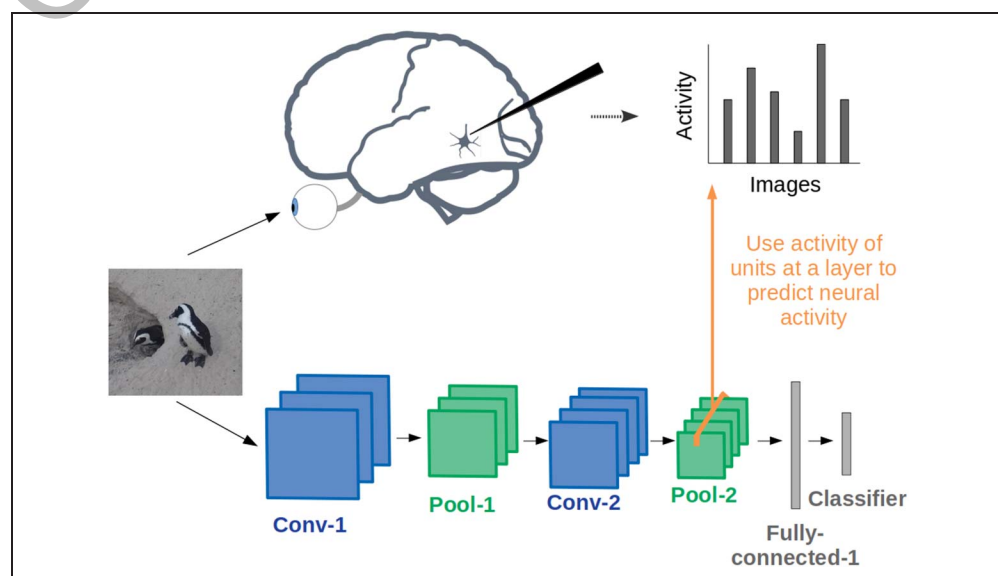 Activity
Images
Use activity of
units at a layer to
predict neural
activity
Conv-1
Pool-1
Conv-2
Pool-2
Fully-
connected-1
Classifier